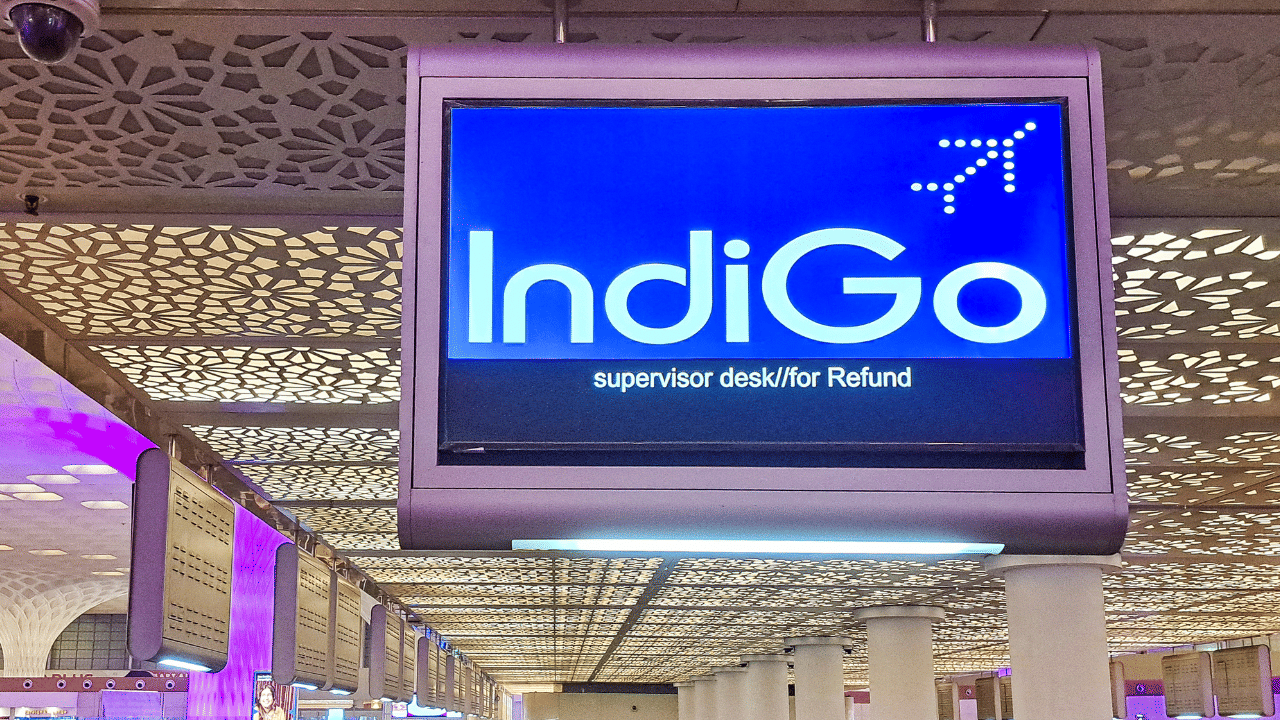 IndiGo
supervisor desk//for Refund